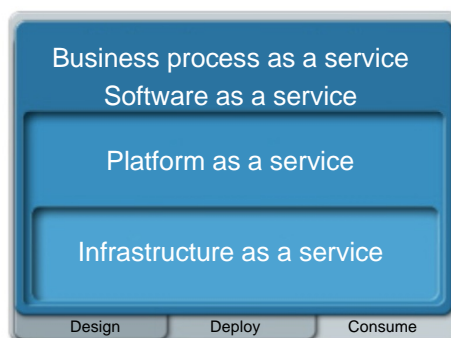 Business process as a service
Software as a service
Platform as a service
Infrastructure as a service
Design Deploy Consume